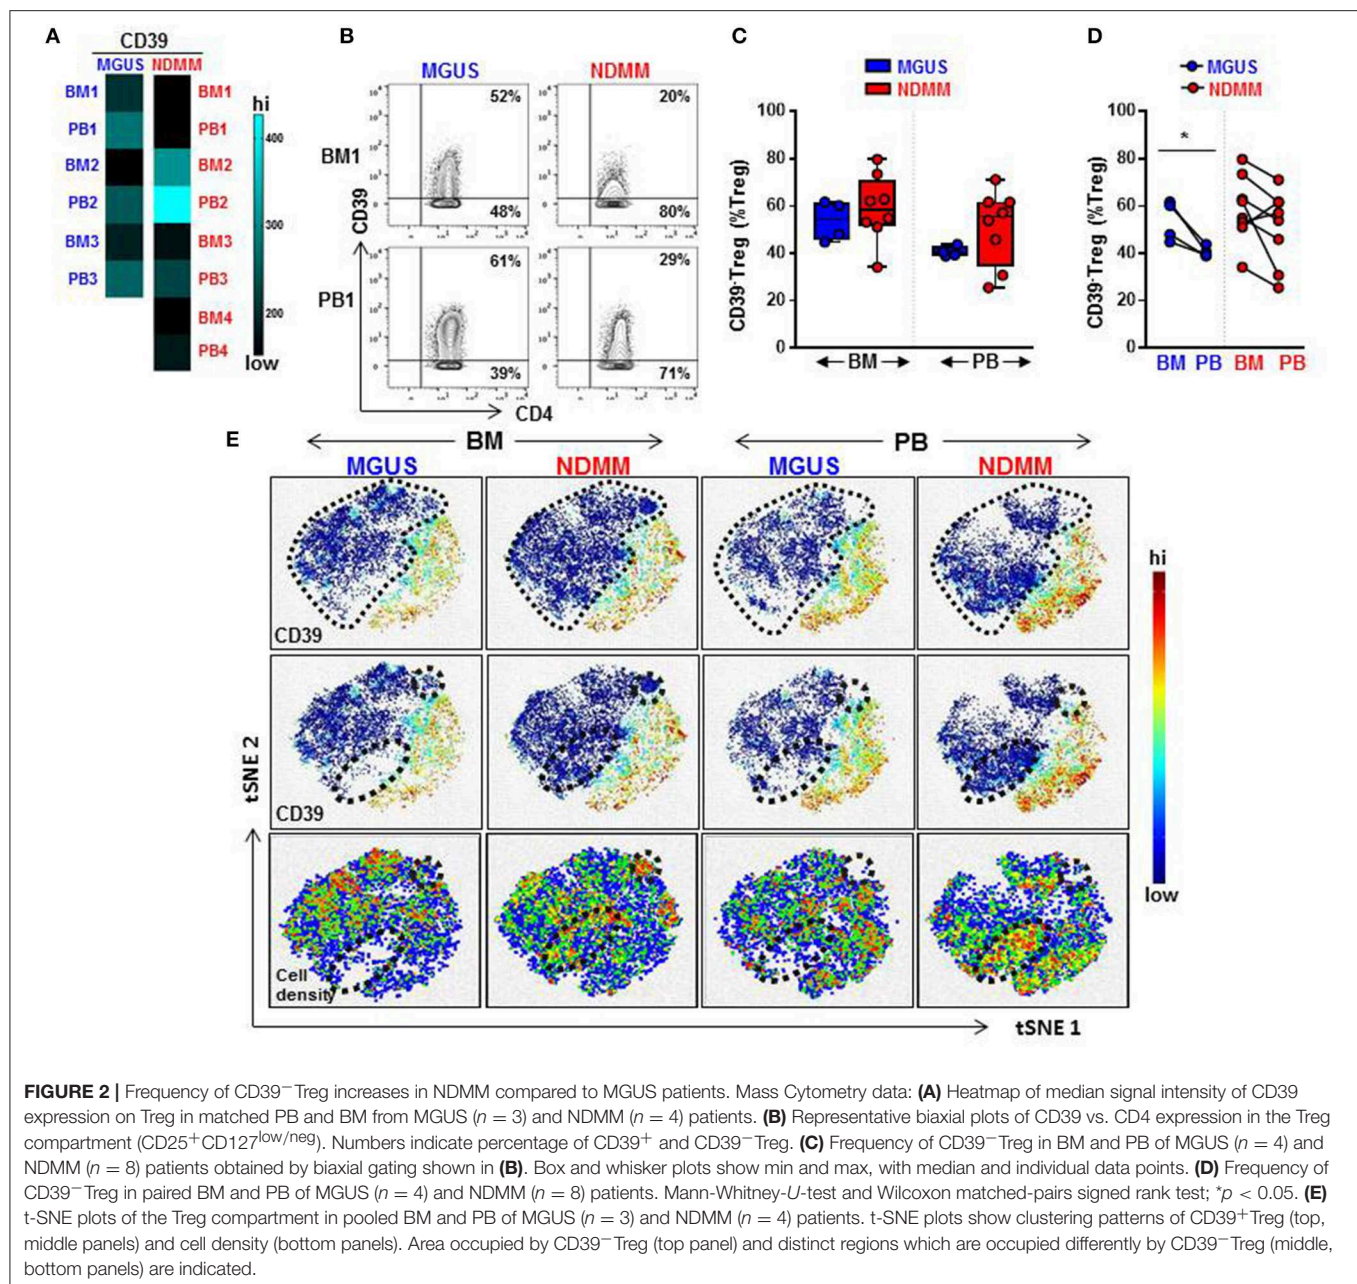 A
CD39
MGUS NDMM
BM1
PB1
BM2
PB2
BM3
PB3
BM1
PB1
BM2
PB2
BM3
PB3
BM4
PB4
hi
400
300
200
low
B
MGUS NDMM
BM1
PB1
52%
48%
20%
80%
61%
39%
29%
71%
CD39
CD4
C
MGUS
NDMM
CD39-Treg (%Treg)
100
80
60
40
20
0
BM PB
D
MGUS
NDMM
CD39-Treg (%Treg)
100
80
60
40
20
0
*
BM PB BM PB
E
BM PB
MGUS NDMM MGUS NDMM
CD39
CD39
Cell
density
tSNE 2
tSNE 1
hi
low
FIGURE 2 | Frequency of CD39−Treg increases in NDMM compared to MGUS patients. Mass Cytometry data: (A) Heatmap of median signal intensity of CD39
expression on Treg in matched PB and BM from MGUS (n = 3) and NDMM (n = 4) patients. (B) Representative biaxial plots of CD39 vs. CD4 expression in the Treg
compartment (CD25+CD127low/neg). Numbers indicate percentage of CD39+ and CD39−Treg. (C) Frequency of CD39−Treg in BM and PB of MGUS (n = 4) and
NDMM (n = 8) patients obtained by biaxial gating shown in (B). Box and whisker plots show min and max, with median and individual data points. (D) Frequency of
CD39−Treg in paired BM and PB of MGUS (n = 4) and NDMM (n = 8) patients. Mann-Whitney-U-test and Wilcoxon matched-pairs signed rank test; *p < 0.05. (E)
t-SNE plots of the Treg compartment in pooled BM and PB of MGUS (n = 3) and NDMM (n = 4) patients. t-SNE plots show clustering patterns of CD39+Treg (top,
middle panels) and cell density (bottom panels). Area occupied by CD39−Treg (top panel) and distinct regions which are occupied differently by CD39−Treg (middle,
bottom panels) are indicated.